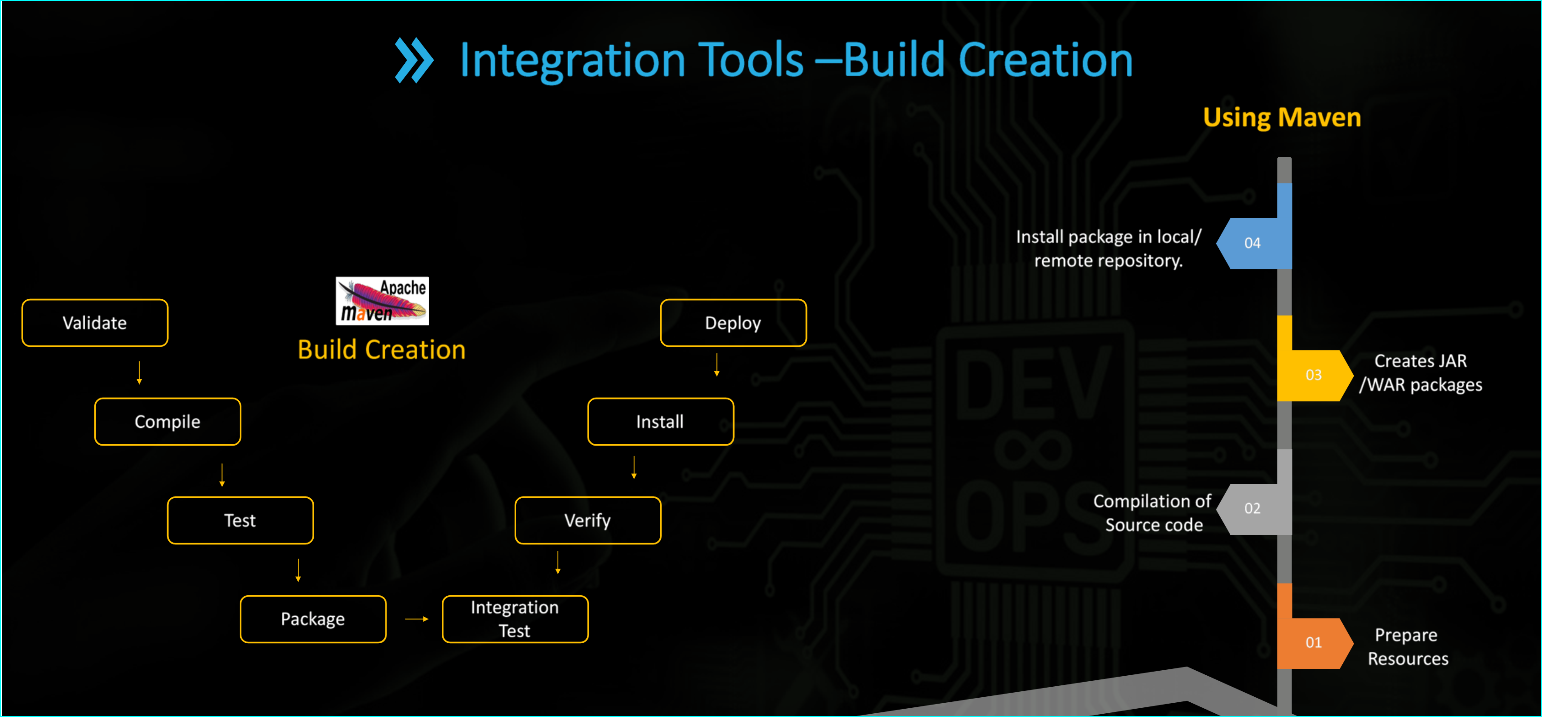 Integration Tools –Build Creation
Using Maven
Apache
maven
Build Creation
Validate
Compile
Test
Package
Integration
Test
Verify
Install
Deploy
04
Install package in local/
remote repository.
03
Creates JAR
/WAR packages
02
Compilation of
Source code
01
Prepare
Resources
DEV
OPS